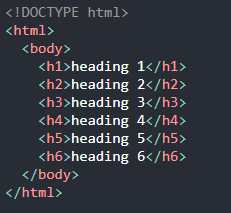 <!DOCTYPE html>
<html>
<body>
<h1>heading 1</h1>
<h2>heading 2</h2>
<h3>heading 3</h3>
<h4>heading 4</h4>
<h5>heading 5</h5>
<h6>heading 6</h6>
</body>
</html>